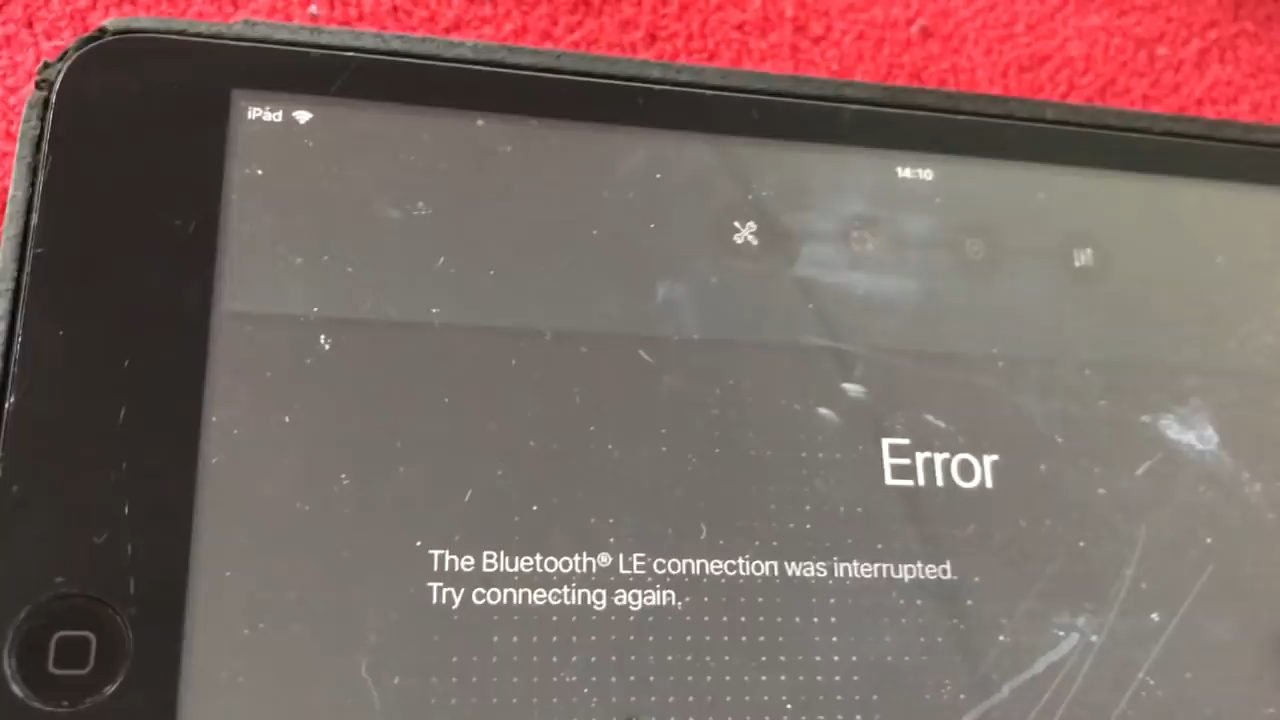 iPad
14:10
Error
The Bluetooth® LE connection was interrupted.
Try connecting again.